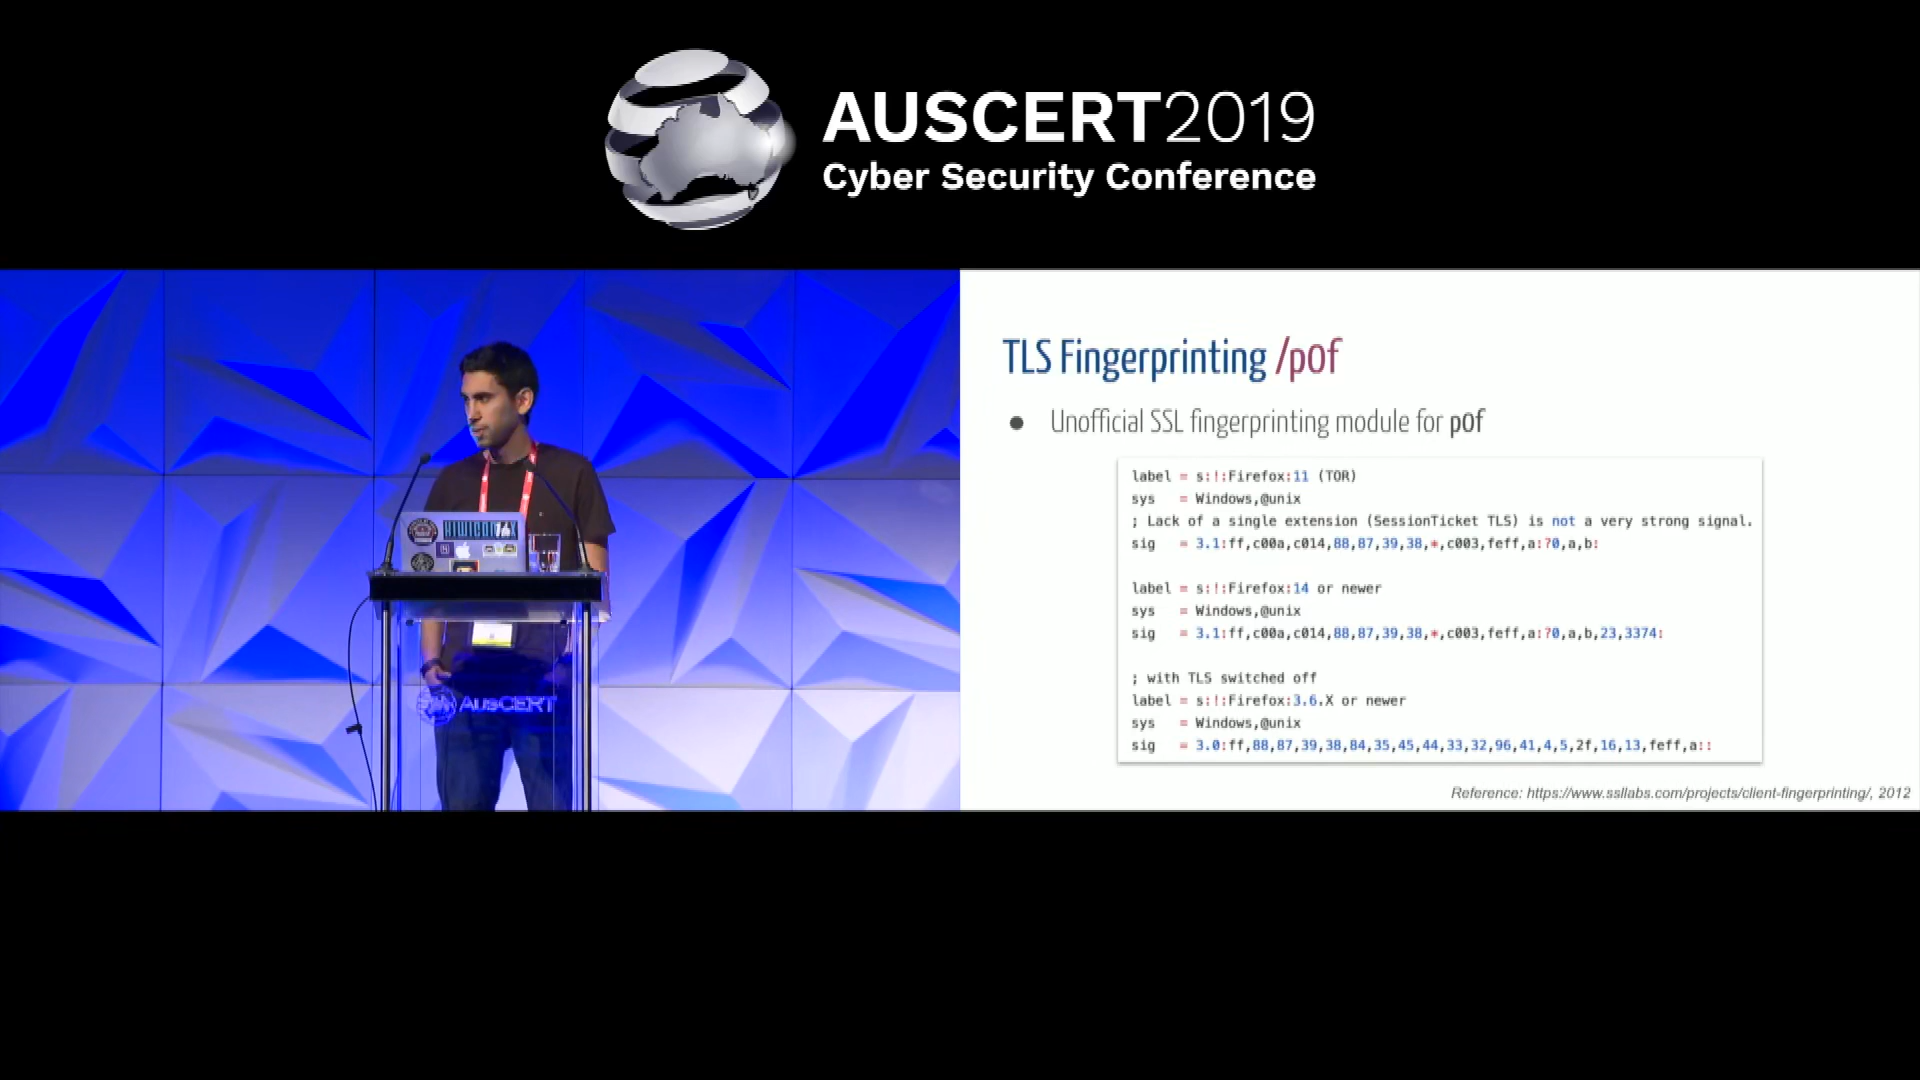 AUSCERT2019
Cyber Security Conference
AUSCERT
TLS Fingerprinting /p0f
● Unofficial SSL fingerprinting module for p0f
label = s:!:Firefox:11 (TOR)
sys = Windows,@unix
; Lack of a single extension (SessionTicket TLS) is not a very strong signal.
sig = 3.1:ff,c00a,c014,88,87,39,38,*,c003,feff,a:?0,a,b:
label = s:!:Firefox:14 or newer
sys = Windows,@unix
sig = 3.1:ff,c00a,c014,88,87,39,38,*,c003,feff,a:?0,a,b,23,3374:
; with TLS switched off
label = s:!:Firefox:3.6.X or newer
sys = Windows,@unix
sig = 3.0:ff,88,87,39,38,84,35,45,44,33,32,96,41,4,5,2f,16,13,feff,a::
Reference: https://www.ssllabs.com/projects/client-fingerprinting/, 2012